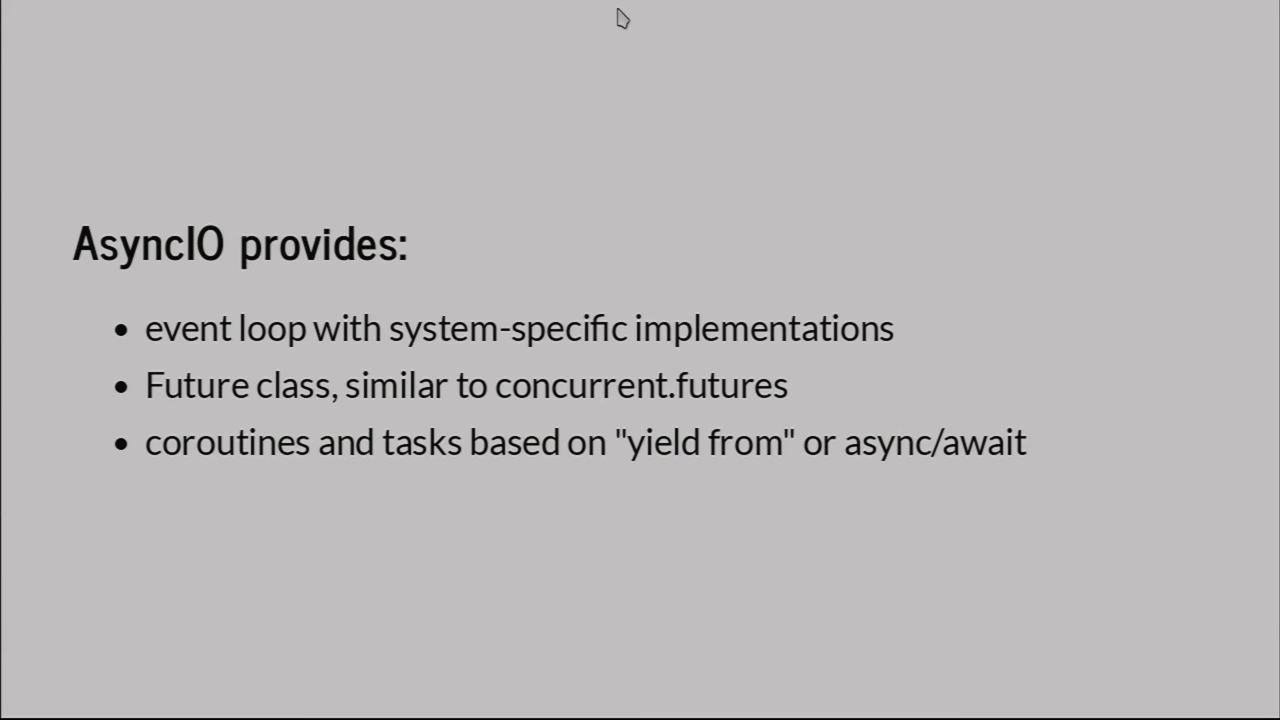 AsyncIO provides:
event loop with system-specific implementations
Future class, similar to concurrent.futures
coroutines and tasks based on "yield from" or async/await